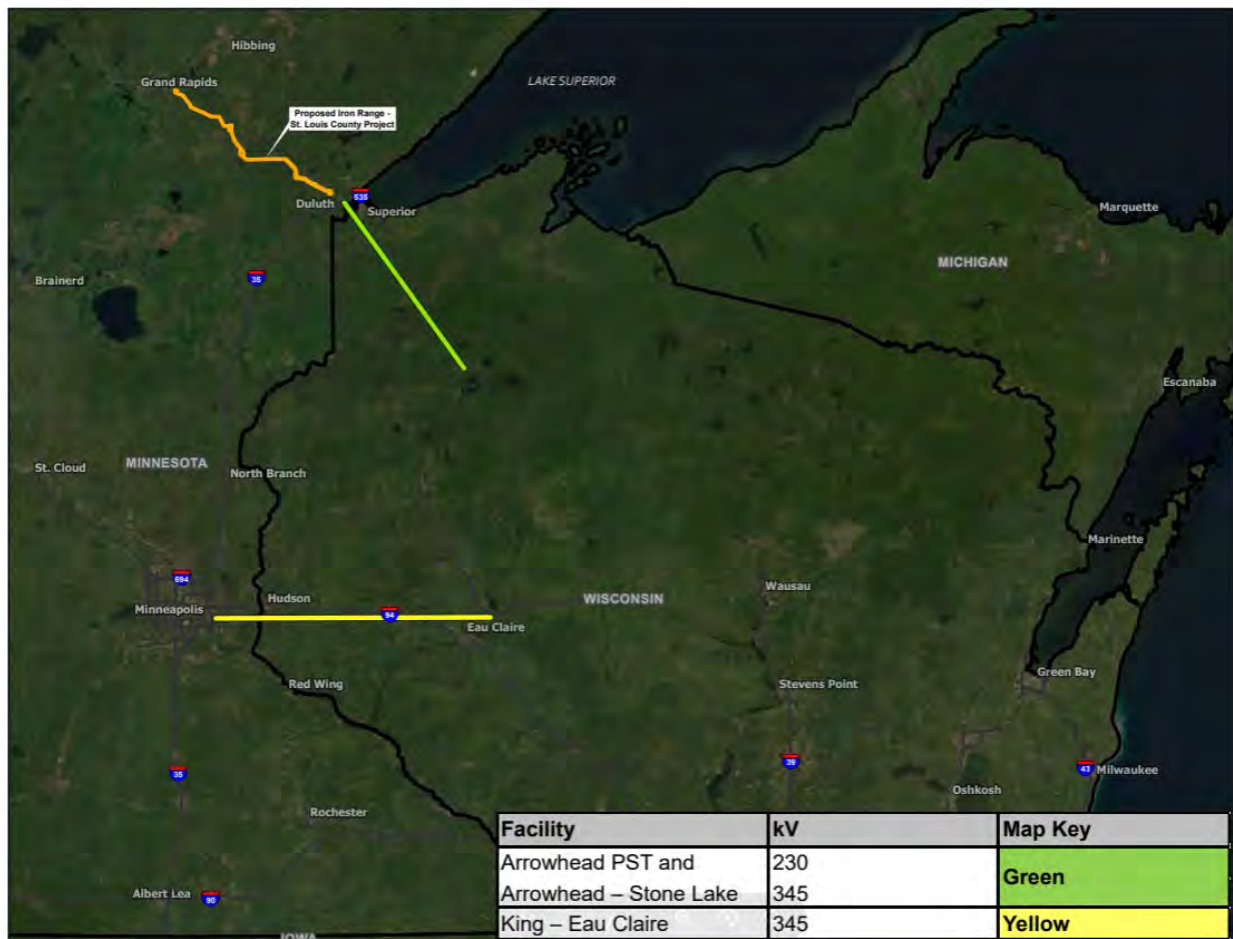 Hibbing
Grand Rapids
LAKE SUPERIOR
Proposed Iron Range -
St. Louis County Project
Duluth
535
Superior
Marquette
MICHIGAN
Brainerd
35
Escanaba
St. Cloud
MINNESOTA
North Branch
Marinette
694
Minneapolis
Hudson
94
Eau Claire
WISCONSIN
Wausau
Red Wing
Stevens Point
Green Bay
35
39
43
Milwaukee
Oshkosh
Rochester
Albert Lea
90
IOWA
Facility kV Map Key
Arrowhead PST and 230
Green
Arrowhead – Stone Lake 345
King – Eau Claire 345 Yellow